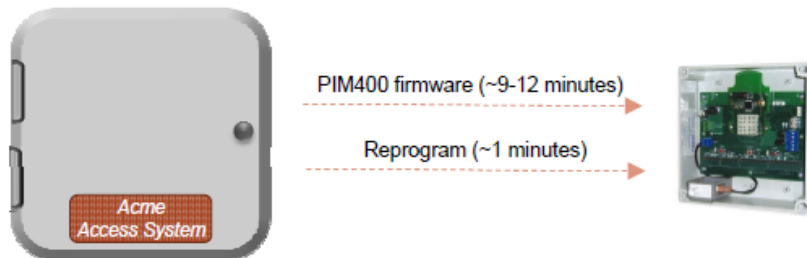 PIM400 firmware (~9-12 minutes)
Reprogram (~1 minutes)
Acme
Access System